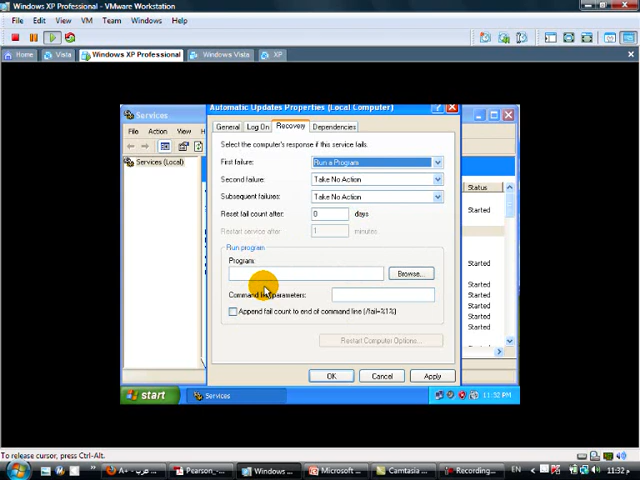 Windows XP Professional - VMware Workstation
File Edit View VM Team Windows Help
Home Vista Windows XP Professional Windows Vista XP
Services
Automatic Updates Properties (Local Computer)
File Action View
General Log On Recovery Dependencies
Services (Local)
Select the computer's response if this service fails.
First failure: Run a Program
Second failure: Take No Action
Subsequent failures: Take No Action
Reset fail count after: 0 days
Restart service after: 1 minutes
Run program
Program:
Browse...
Command line parameters:
Append fail count to end of command line (/fail=%1%)
Restart Computer Options...
OK Cancel Apply
Status
Started
Started
Started
Started
Started
Started
Started
Started
start Services 11:32 PM
To release cursor, press Ctrl-Alt.
A+ - عرب Pearson_- Windows ... Microsoft ... Camtasia Recording... EN 11:32 م